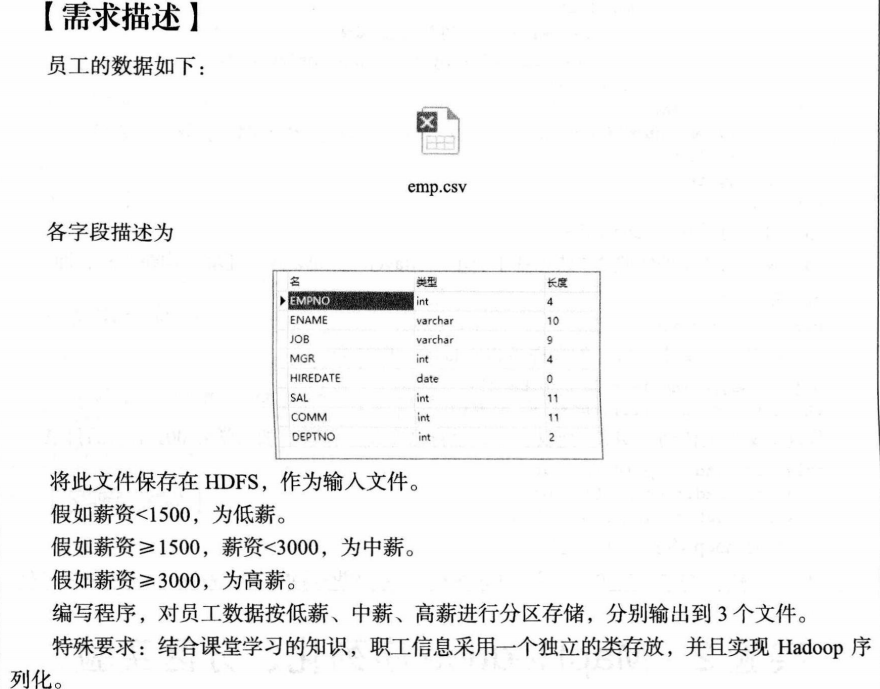 【需求描述】
员工的数据如下：
emp.csv
各字段描述为
名 类型 长度
EMPNO int 4
ENAME varchar 10
JOB varchar 9
MGR int 4
HIREDATE date 0
SAL int 11
COMM int 11
DEPTNO int 2
将此文件保存在 HDFS，作为输入文件。
假如薪资<1500，为低薪。
假如薪资≥1500，薪资<3000，为中薪。
假如薪资≥3000，为高薪。
编写程序，对员工数据按低薪、中薪、高薪进行分区存储，分别输出到 3 个文件。
特殊要求：结合课堂学习的知识，职工信息采用一个独立的类存放，并且实现 Hadoop 序
列化。